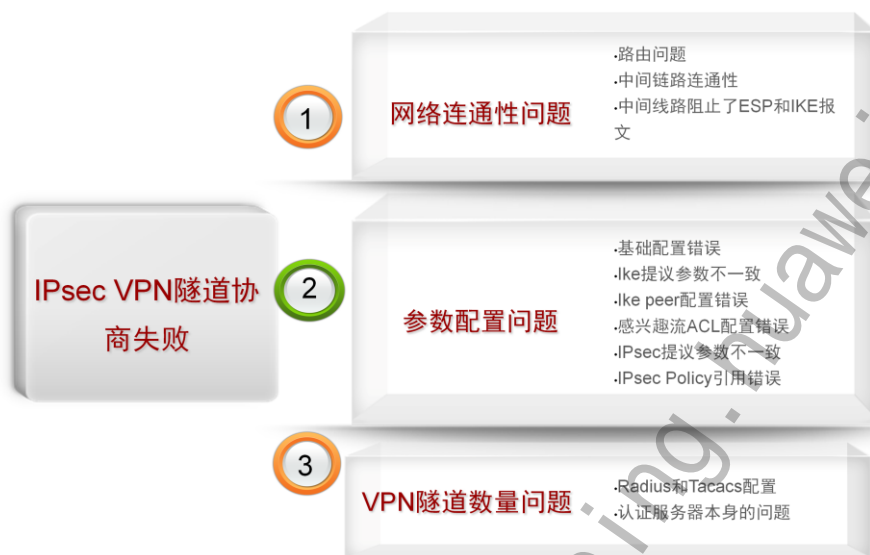 1
网络连通性问题
·路由问题
·中间链路连通性
·中间线路阻止了ESP和IKE报
文
IPsec VPN隧道协
商失败
2
参数配置问题
·基础配置错误
·Ike提议参数不一致
·Ike peer配置错误
·感兴趣流ACL配置错误
·IPsec提议参数不一致
·IPsec Policy引用错误
3
VPN隧道数量问题
·Radius和Tacacs配置
·认证服务器本身的问题
ing.huawei.